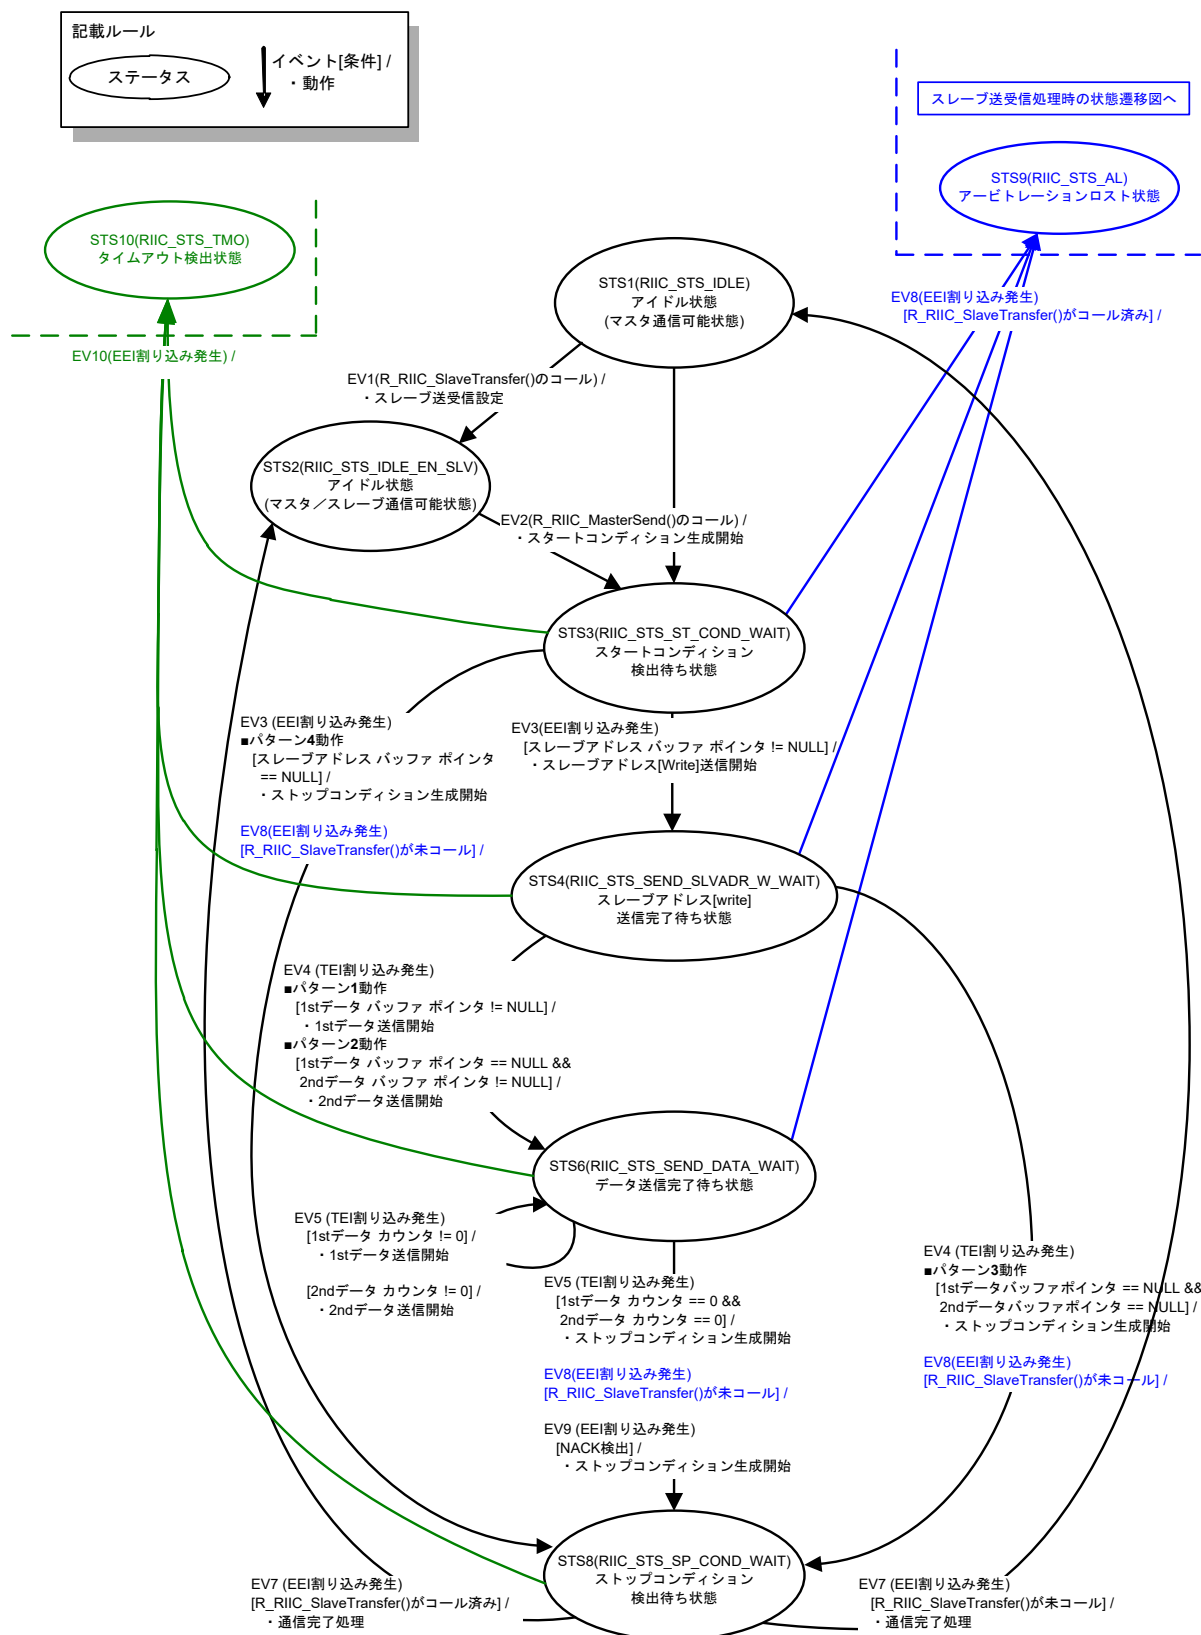 記載ルール
ステータス
イベント[条件] /
・動作
スレーブ送受信処理時の状態遷移図へ
STS9(RIIC_STS_AL)
アービトレーションロスト状態
STS10(RIIC_STS_TMO)
タイムアウト検出状態
STS1(RIIC_STS_IDLE)
アイドル状態
(マスタ通信可能状態)
EV8(EEI割り込み発生)
[R_RIIC_SlaveTransfer()がコール済み] /
EV10(EEI割り込み発生) /
EV1(R_RIIC_SlaveTransfer()のコール) /
・スレーブ送受信設定
STS2(RIIC_STS_IDLE_EN_SLV)
アイドル状態
(マスタ／スレーブ通信可能状態)
EV2(R_RIIC_MasterSend()のコール) /
・スタートコンディション生成開始
STS3(RIIC_STS_ST_COND_WAIT)
スタートコンディション
検出待ち状態
EV3 (EEI割り込み発生)
■パターン4動作
[スレーブアドレス バッファ ポインタ
== NULL] /
・ストップコンディション生成開始
EV3(EEI割り込み発生)
[スレーブアドレス バッファ ポインタ != NULL] /
・スレーブアドレス[Write]送信開始
EV8(EEI割り込み発生)
[R_RIIC_SlaveTransfer()が未コール] /
STS4(RIIC_STS_SEND_SLVADR_W_WAIT)
スレーブアドレス[write]
送信完了待ち状態
EV4 (TEI割り込み発生)
■パターン1動作
[1stデータ バッファ ポインタ != NULL] /
・1stデータ送信開始
■パターン2動作
[1stデータ バッファ ポインタ == NULL &&
2ndデータ バッファ ポインタ != NULL] /
・2ndデータ送信開始
STS6(RIIC_STS_SEND_DATA_WAIT)
データ送信完了待ち状態
EV5 (TEI割り込み発生)
[1stデータ カウンタ != 0] /
・1stデータ送信開始
[2ndデータ カウンタ != 0] /
・2ndデータ送信開始
EV5 (TEI割り込み発生)
[1stデータ カウンタ == 0 &&
2ndデータ カウンタ == 0] /
・ストップコンディション生成開始
EV8(EEI割り込み発生)
[R_RIIC_SlaveTransfer()が未コール] /
EV9 (EEI割り込み発生)
[NACK検出] /
・ストップコンディション生成開始
EV4 (TEI割り込み発生)
■パターン3動作
[1stデータバッファポインタ == NULL &&
2ndデータバッファポインタ == NULL] /
・ストップコンディション生成開始
EV8(EEI割り込み発生)
[R_RIIC_SlaveTransfer()が未コール] /
STS8(RIIC_STS_SP_COND_WAIT)
ストップコンディション
検出待ち状態
EV7 (EEI割り込み発生)
[R_RIIC_SlaveTransfer()がコール済み] /
・通信完了処理
EV7 (EEI割り込み発生)
[R_RIIC_SlaveTransfer()が未コール] /
・通信完了処理